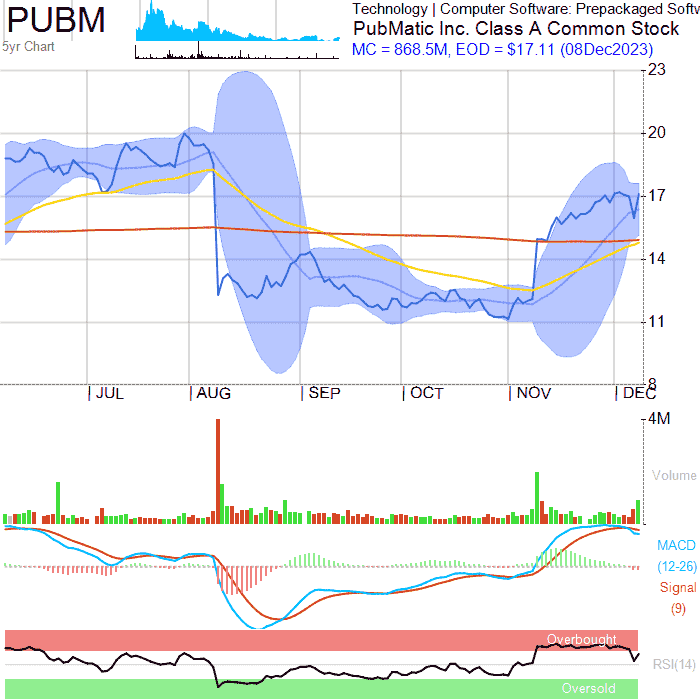 PUBM
5yr Chart
Technology | Computer Software: Prepackaged Softw
PubMatic Inc. Class A Common Stock
MC = 868.5M, EOD = $17.11 (08Dec2023)
23
20
17
14
11
8
JUL AUG SEP OCT NOV DEC
4M
Volume
MACD
(12-26)
Signal
(9)
Overbought
RSI(14)
Oversold